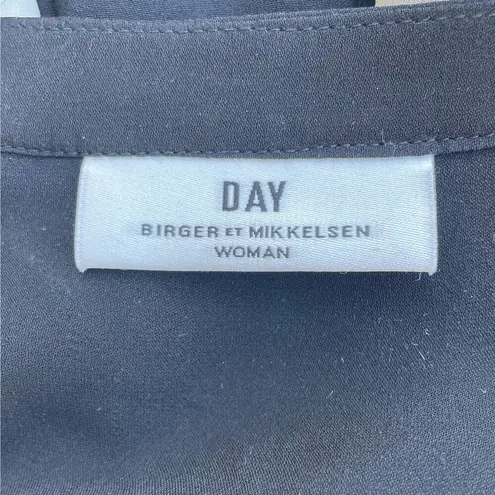 DAY
BIRGER ET MIKKELSEN
WOMAN